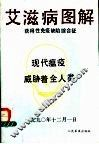 艾滋病图解
获得性免疫缺陷综合征
现代瘟疫
威胁着全人类
一九九〇年十二月一日